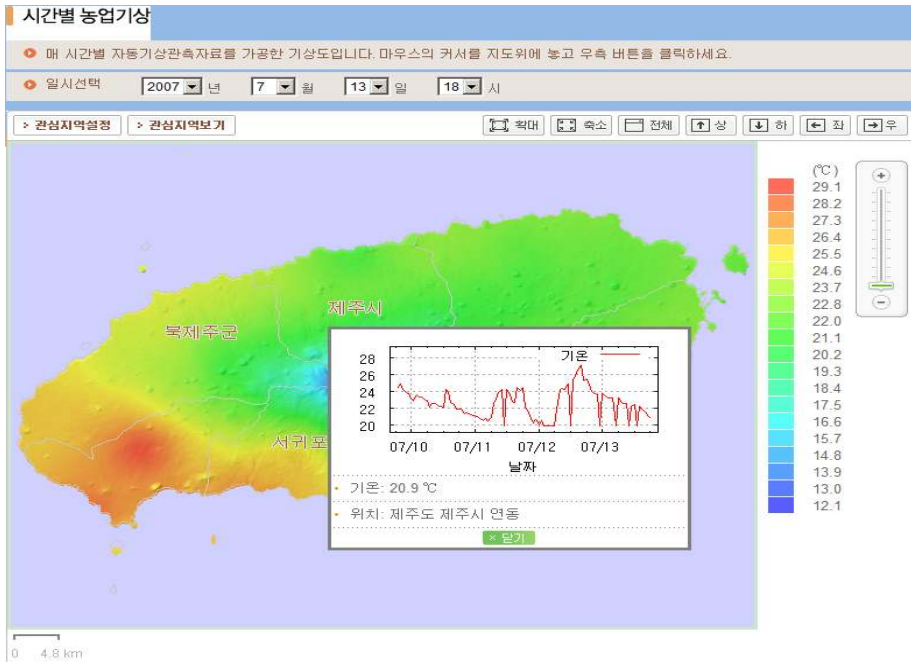 시간별 농업기상
매 시간별 자동기상관측자료를 가공한 기상도입니다. 마우스의 커서를 지도위에 놓고 우측 버튼을 클릭하세요.
일시선택 2007 년 7 월 13 일 18 시
> 관심지역설정 > 관심지역보기 확대 축소 전체 상 하 좌 우
(℃)
29.1
28.2
27.3
26.4
25.5
24.6
23.7
22.8
22.0
21.1
20.2
19.3
18.4
17.5
16.6
15.7
14.8
13.9
13.0
12.1
제주시
북제주군
서귀포
기온
28
26
24
22
20
07/10 07/11 07/12 07/13
날짜
기온: 20.9 ℃
위치: 제주도 제주시 연동
× 닫기
0 4.8 km